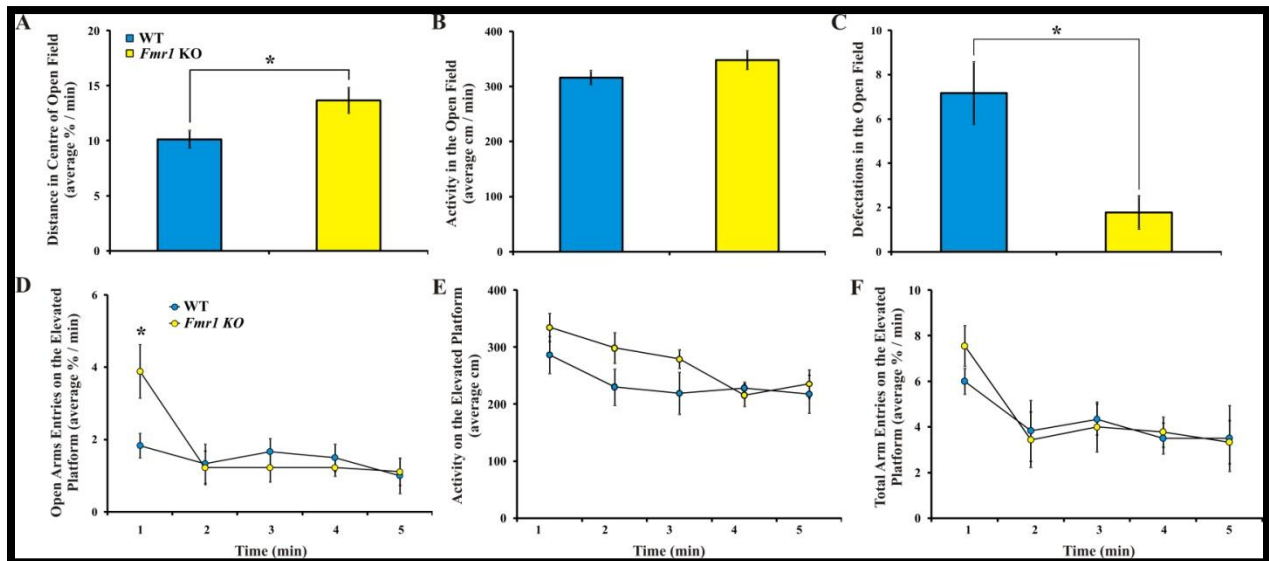 A
Distance in Centre of Open Field
(average % / min)
20
15
10
5
0
WT
Fmr1 KO
*
B
Activity in the Open Field
(average cm / min)
400
300
200
100
0
C
Defectations in the Open Field
10
8
6
4
2
0
*
D
Open Arms Entries on the Elevated
Platform (average % / min)
6
4
2
0
WT
Fmr1 KO
*
1 2 3 4 5
Time (min)
E
Activity on the Elevated Platform
(average cm)
400
300
200
100
0
1 2 3 4 5
Time (min)
F
Total Arm Entries on the Elevated
Platform (average % / min)
10
8
6
4
2
0
1 2 3 4 5
Time (min)